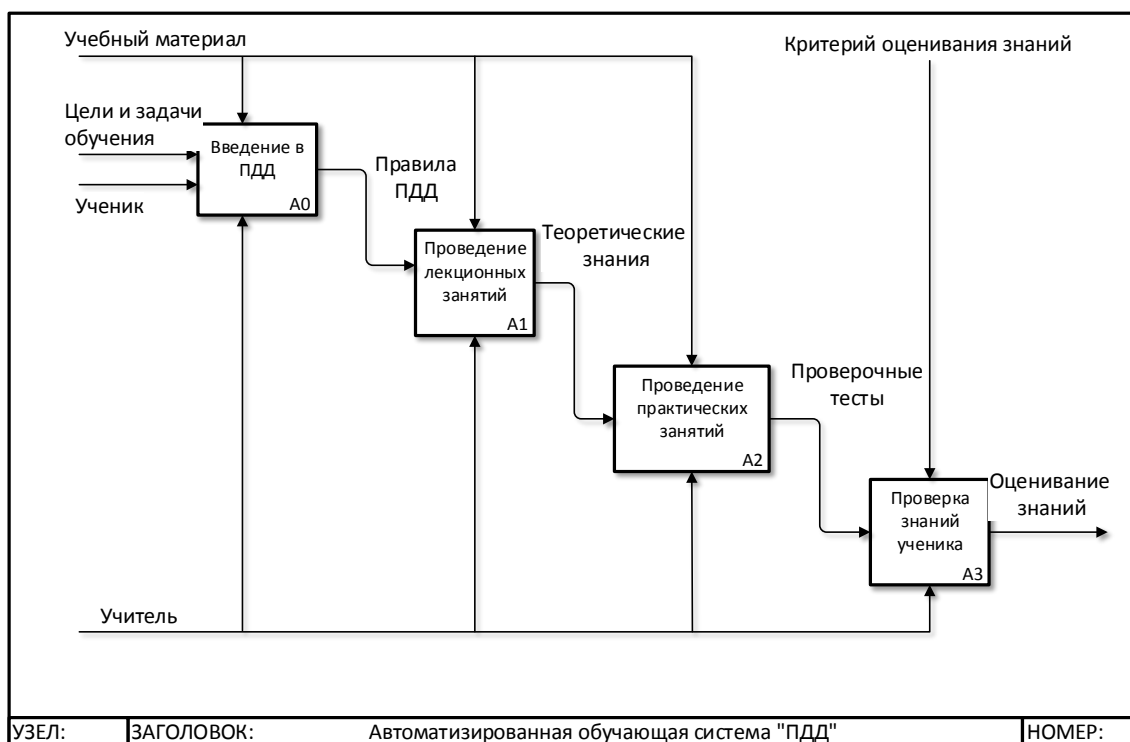 Учебный материал
Критерий оценивания знаний
Цели и задачи
обучения
Ученик
Введение в
ПДД
A0
Правила
ПДД
Проведение
лекционных
занятий
A1
Теоретические
знания
Проведение
практических
занятий
A2
Проверочные
тесты
Проверка
знаний
ученика
A3
Оценивание
знаний
Учитель
УЗЕЛ:
ЗАГОЛОВОК:
Автоматизированная обучающая система "ПДД"
НОМЕР: